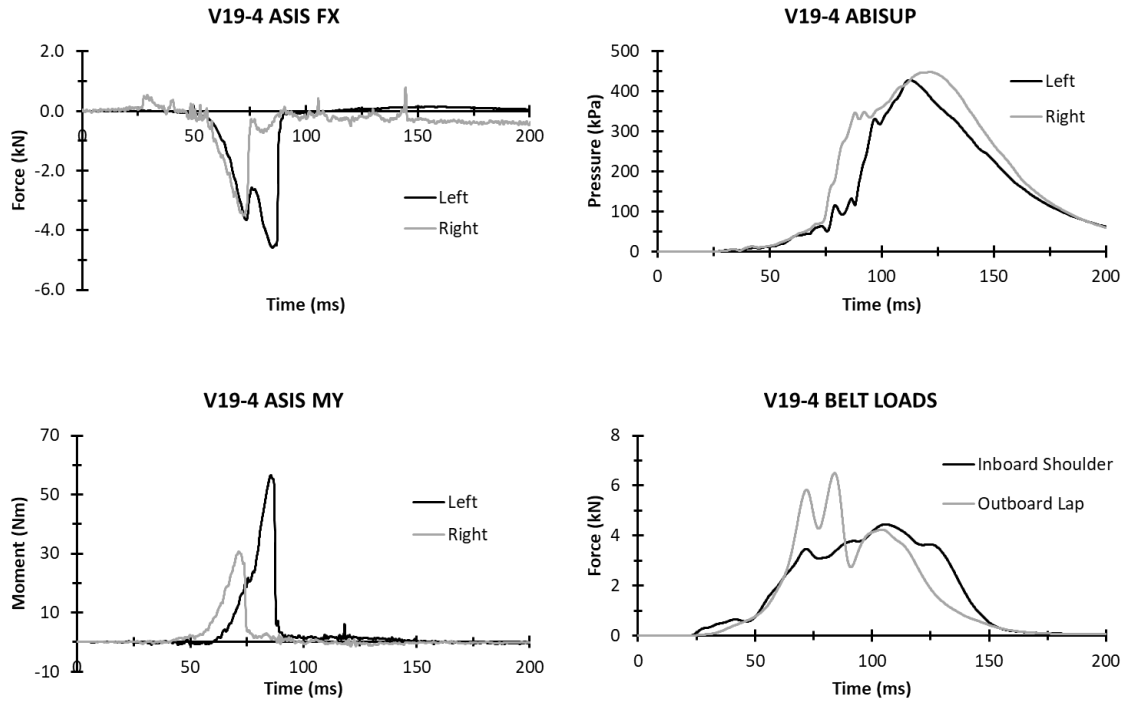 V19-4 ASIS FX
2.0
0.0
-2.0
-4.0
-6.0
0
50
100
150
200
Force (kN)
Time (ms)
Left
Right
V19-4 ABISUP
500
400
300
200
100
0
0
50
100
150
200
Pressure (kPa)
Time (ms)
Left
Right
V19-4 ASIS MY
70
50
30
10
-10
0
50
100
150
200
Moment (Nm)
Time (ms)
Left
Right
V19-4 BELT LOADS
8
6
4
2
0
0
50
100
150
200
Force (kN)
Time (ms)
Inboard Shoulder
Outboard Lap